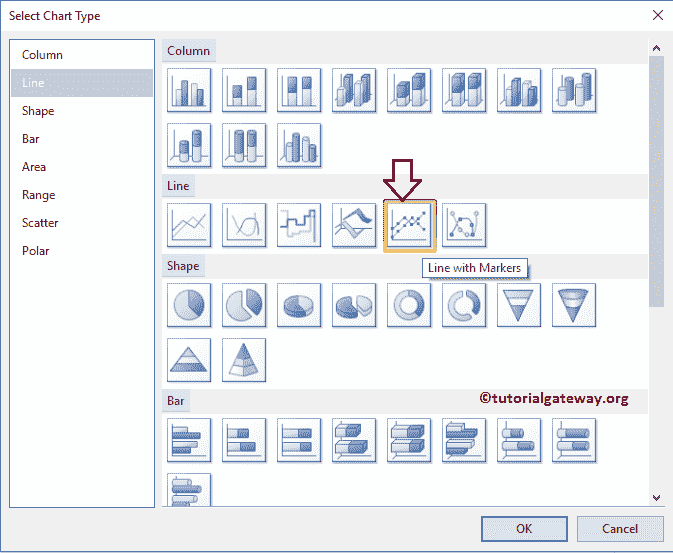 Select Chart Type
Column
Line
Shape
Bar
Area
Range
Scatter
Polar
Column
Line
Line with Markers
Shape
©tutorialgateway.org
Bar
OK
Cancel